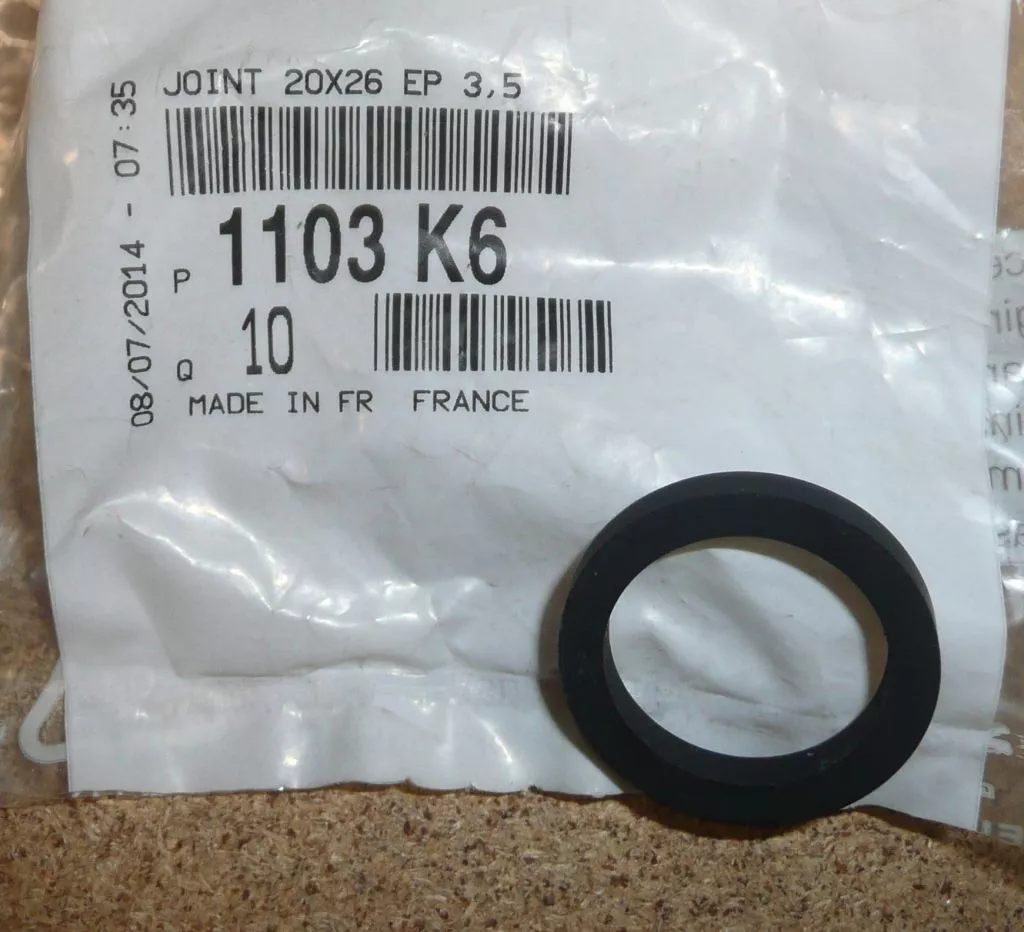 JOINT 20X26 EP 3,5
08/07/2014 - 07:35
P 1103 K6
Q 10
MADE IN FR FRANCE